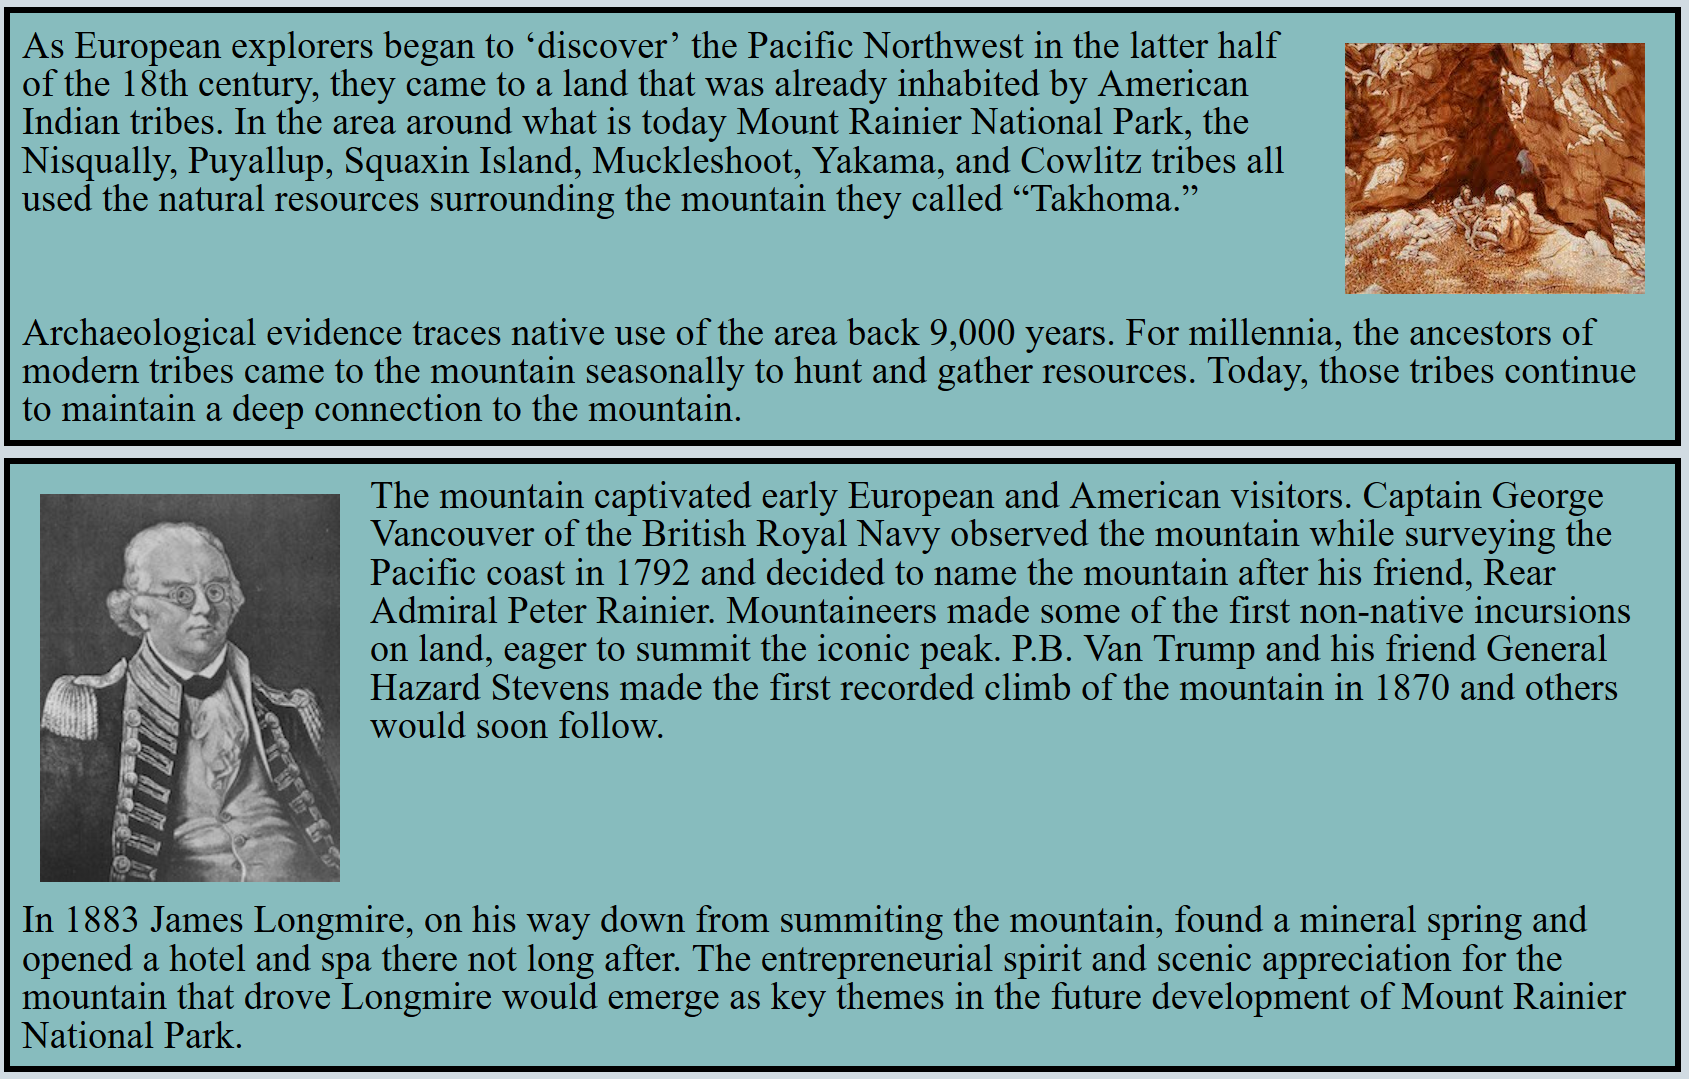 As European explorers began to ‘discover’ the Pacific Northwest in the latter half
of the 18th century, they came to a land that was already inhabited by American
Indian tribes. In the area around what is today Mount Rainier National Park, the
Nisqually, Puyallup, Squaxin Island, Muckleshoot, Yakama, and Cowlitz tribes all
used the natural resources surrounding the mountain they called “Takhoma.”
Archaeological evidence traces native use of the area back 9,000 years. For millennia, the ancestors of
modern tribes came to the mountain seasonally to hunt and gather resources. Today, those tribes continue
to maintain a deep connection to the mountain.
The mountain captivated early European and American visitors. Captain George
Vancouver of the British Royal Navy observed the mountain while surveying the
Pacific coast in 1792 and decided to name the mountain after his friend, Rear
Admiral Peter Rainier. Mountaineers made some of the first non-native incursions
on land, eager to summit the iconic peak. P.B. Van Trump and his friend General
Hazard Stevens made the first recorded climb of the mountain in 1870 and others
would soon follow.
In 1883 James Longmire, on his way down from summiting the mountain, found a mineral spring and
opened a hotel and spa there not long after. The entrepreneurial spirit and scenic appreciation for the
mountain that drove Longmire would emerge as key themes in the future development of Mount Rainier
National Park.